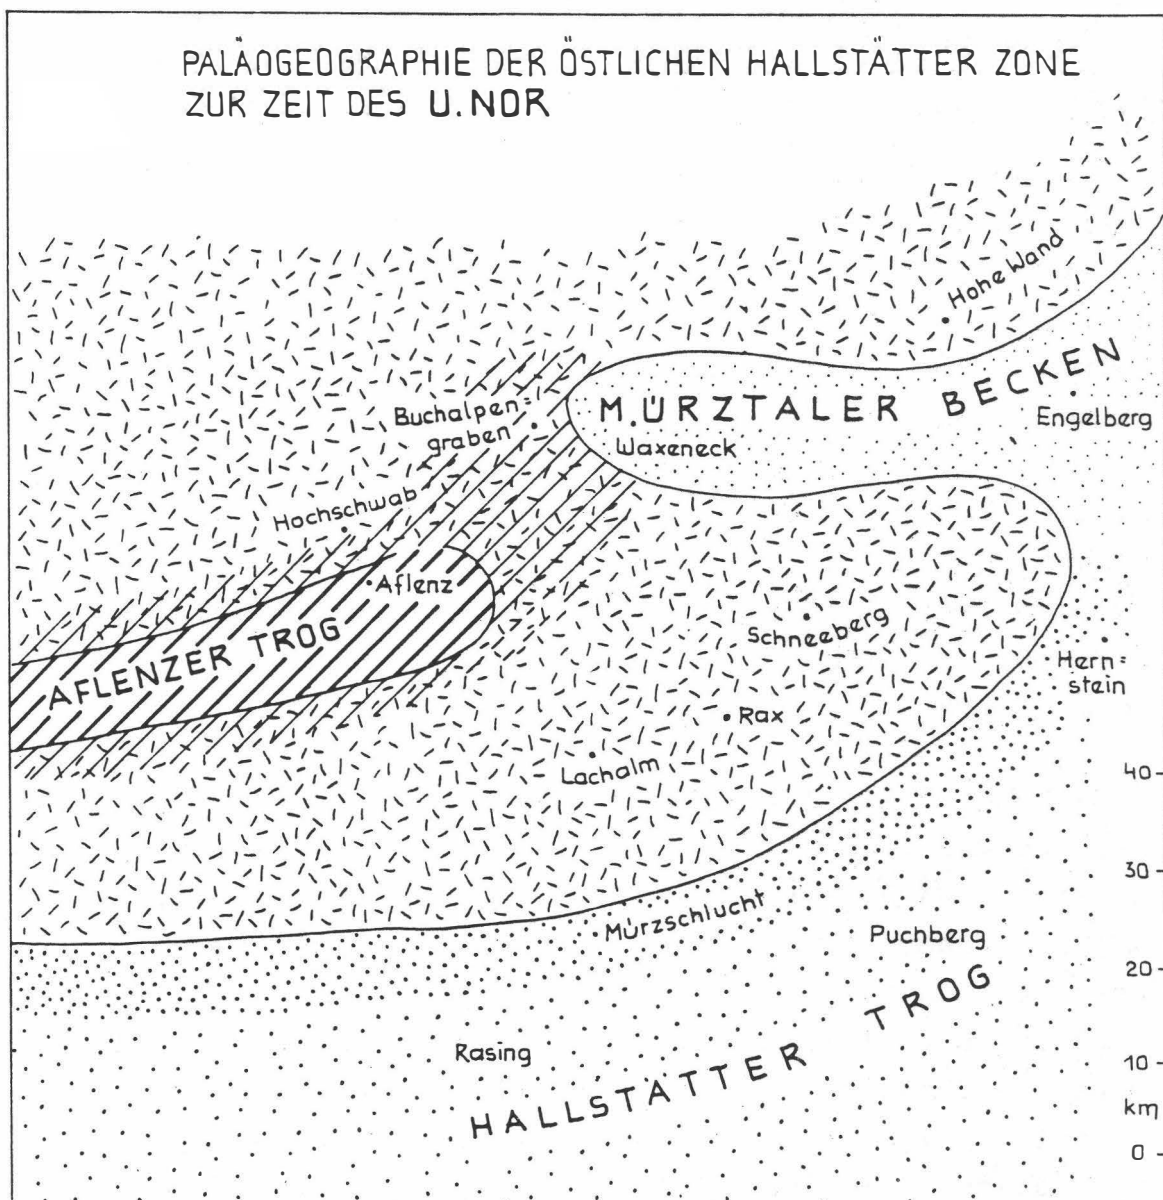 PALÄOGEOGRAPHIE DER ÖSTLICHEN HALLSTÄTTER ZONE
ZUR ZEIT DES U.NOR
Hohe Wand
MÜRZTALER BECKEN
Engelberg
Buchalpen=
graben
Waxeneck
Hochschwab
Aflenz
AFLENZER TROG
Schneeberg
Hern=
stein
Rax
Lachalm
40
30
Mürzschlucht
Puchberg
20
HALLSTÄTTER TROG
Rasing
10
km
0